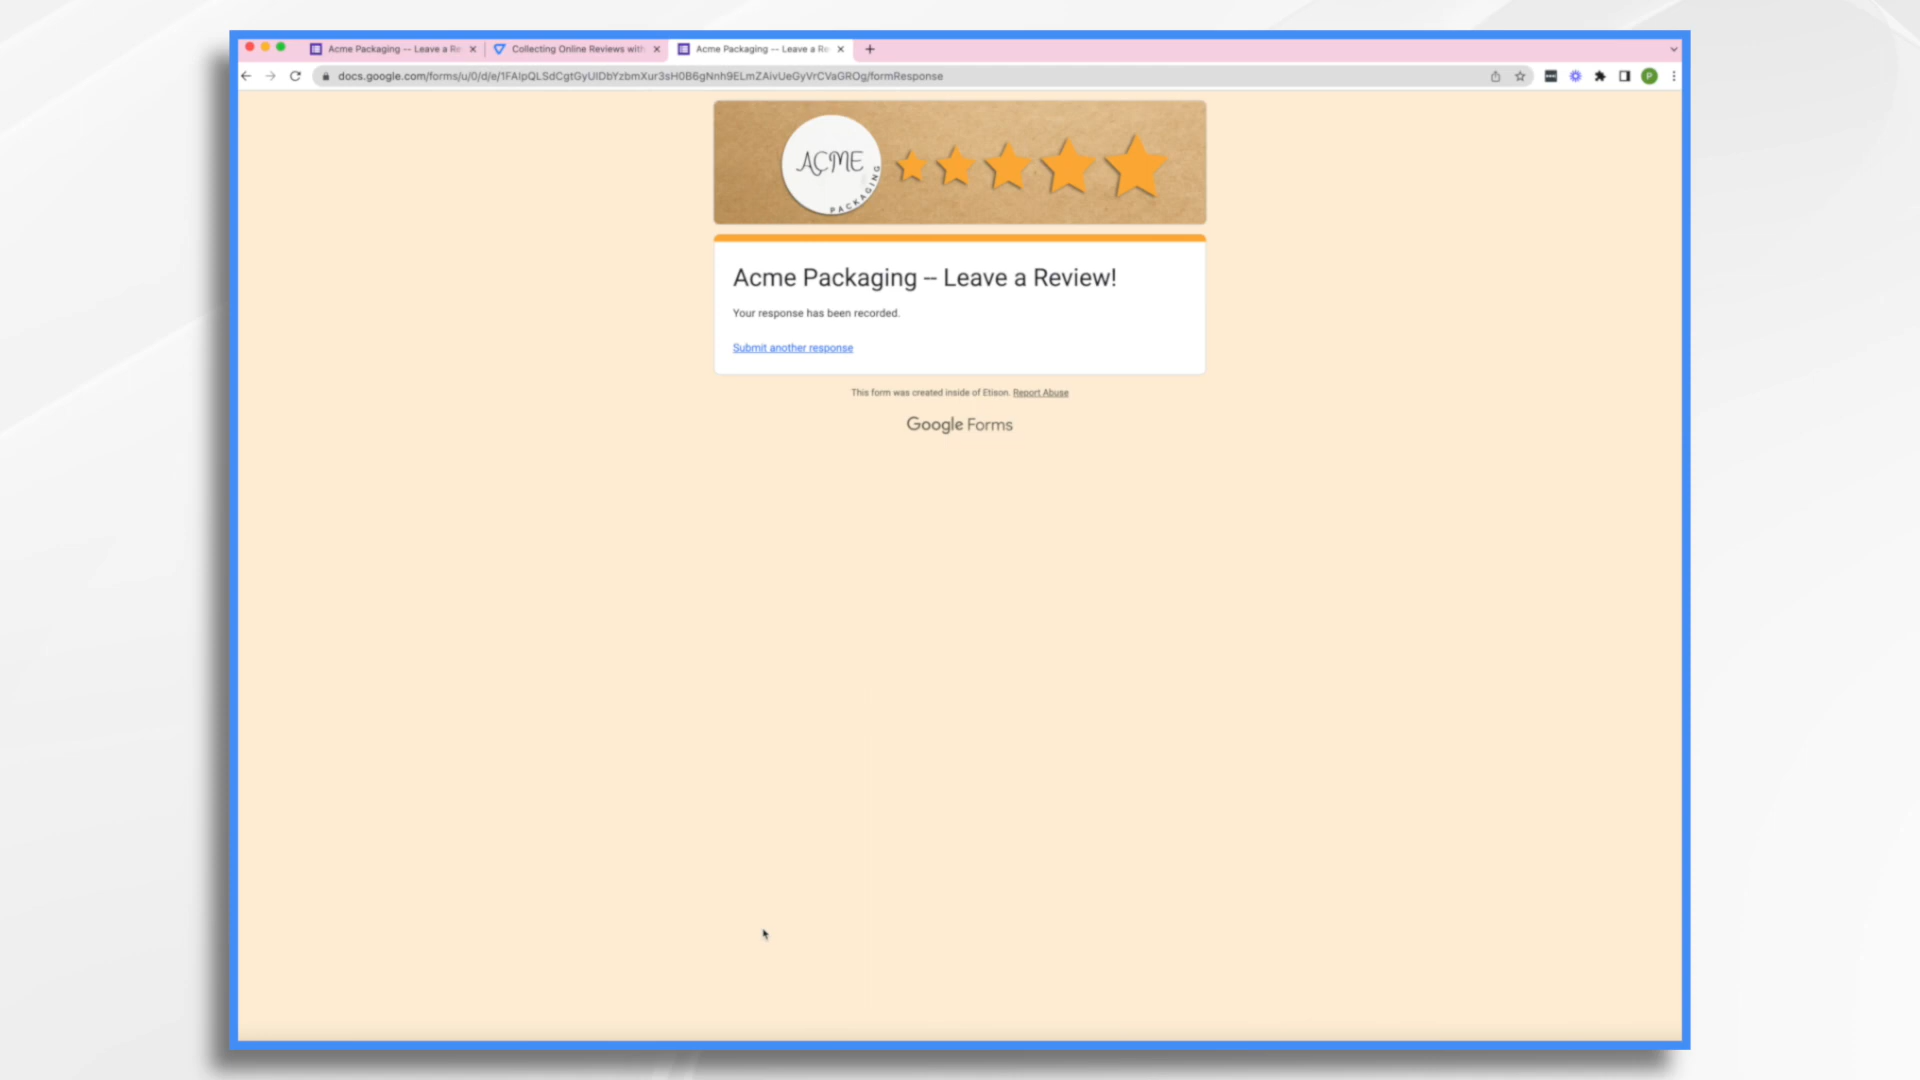 Acme Packaging -- Leave a Re
Collecting Online Reviews with
Acme Packaging -- Leave a Re
docs.google.com/forms/u/0/d/e/1FAIpQLSdCgtGyUIDbYzbmXur3sH0B6gNnh9ELmZAivUeGyVrCVaGROg/formResponse
P
ACME
PACKAGING
Acme Packaging -- Leave a Review!
Your response has been recorded.
Submit another response
This form was created inside of Etison. Report Abuse
Google Forms